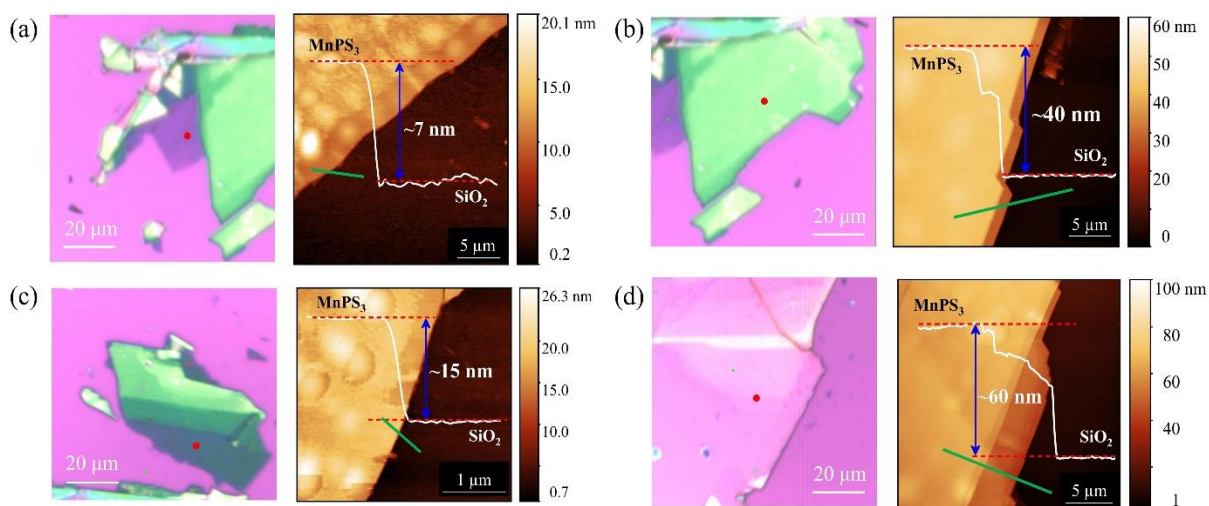 (a)
20 µm
MnPS3
~7 nm
SiO2
5 µm
20.1 nm
15.0
10.0
5.0
0.2
(b)
20 µm
MnPS3
~40 nm
SiO2
5 µm
60 nm
50
40
30
20
10
0
(c)
20 µm
MnPS3
~15 nm
SiO2
1 µm
26.3 nm
20.0
15.0
10.0
5.0
0.7
(d)
20 µm
MnPS3
~60 nm
SiO2
5 µm
100 nm
80
60
40
1